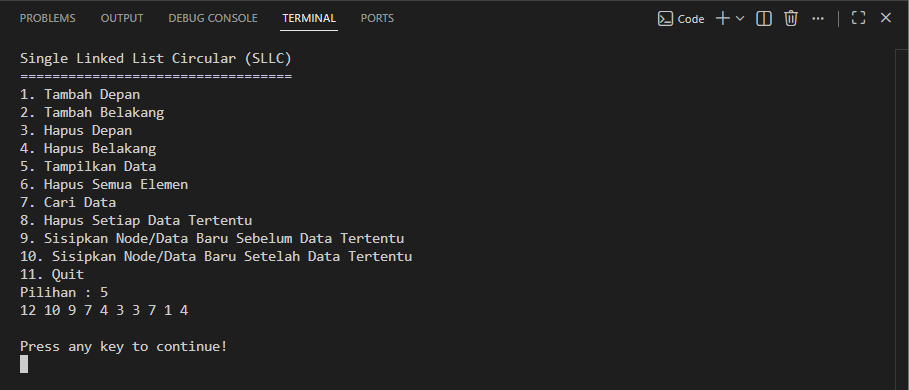 PROBLEMS OUTPUT DEBUG CONSOLE TERMINAL PORTS Code
Single Linked List Circular (SLLC)
==================================
1. Tambah Depan
2. Tambah Belakang
3. Hapus Depan
4. Hapus Belakang
5. Tampilkan Data
6. Hapus Semua Elemen
7. Cari Data
8. Hapus Setiap Data Tertentu
9. Sisipkan Node/Data Baru Sebelum Data Tertentu
10. Sisipkan Node/Data Baru Setelah Data Tertentu
11. Quit
Pilihan : 5
12 10 9 7 4 3 3 7 1 4
Press any key to continue!